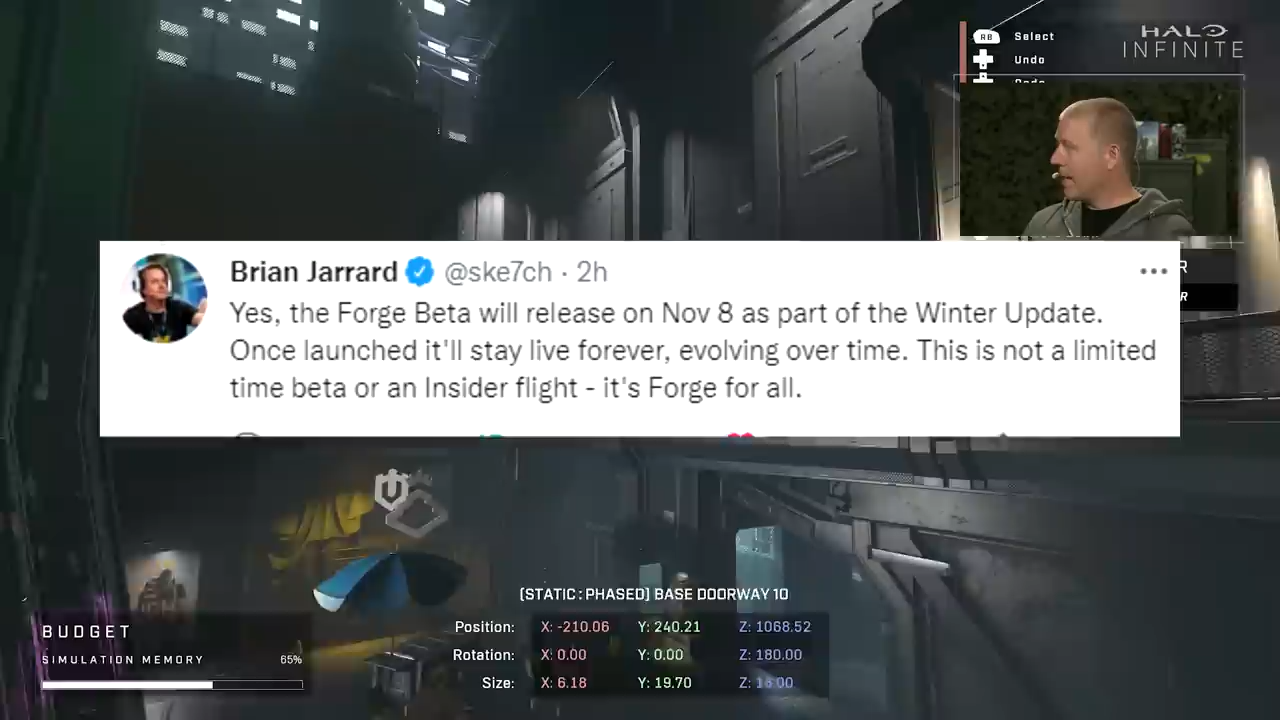 RB Select
Undo
HALO
INFINITE
Brian Jarrard @ske7ch · 2h
Yes, the Forge Beta will release on Nov 8 as part of the Winter Update.
Once launched it'll stay live forever, evolving over time. This is not a limited
time beta or an Insider flight - it's Forge for all.
[STATIC:PHASED] BASE DOORWAY 10
Position: X: -210.06 Y: 240.21 Z: 1068.52
Rotation: X: 0.00 Y: 0.00 Z: 180.00
Size: X: 6.18 Y: 19.70 Z: 16.00
BUDGET
SIMULATION MEMORY 65%